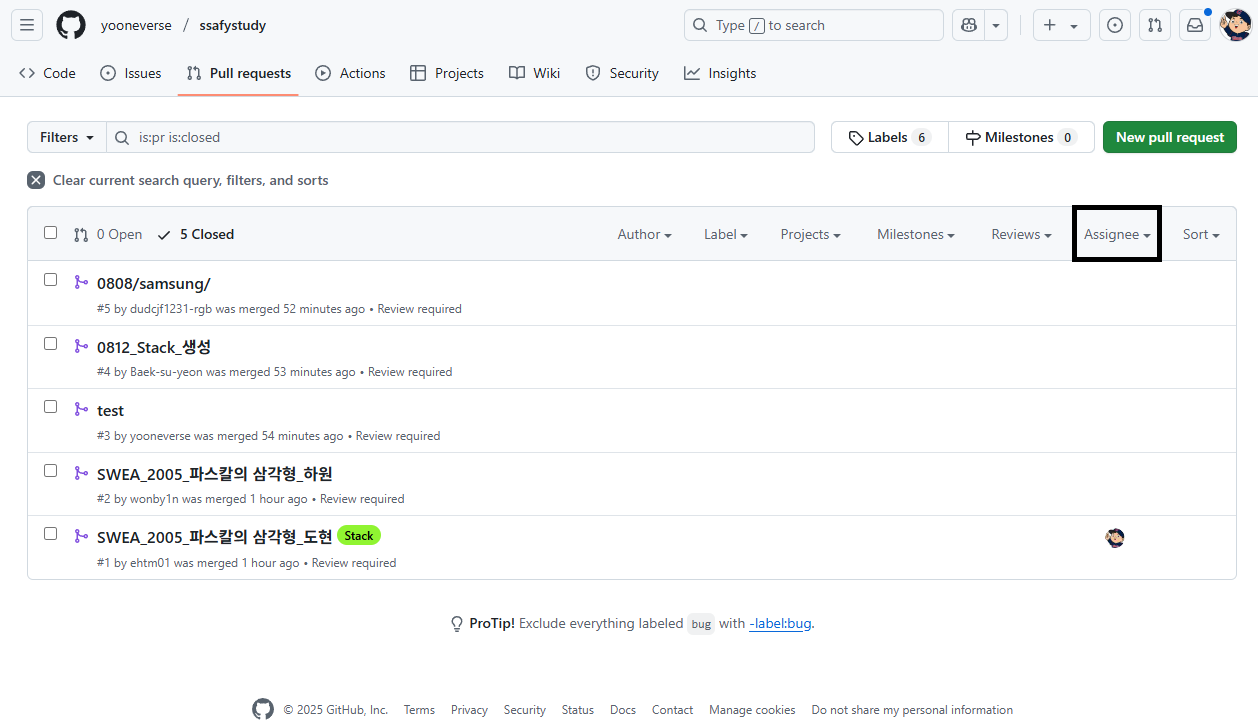 yooneverse / ssafystudy
Type / to search
Code Issues Pull requests Actions Projects Wiki Security Insights
Filters is:pr is:closed Labels 6 Milestones 0 New pull request
Clear current search query, filters, and sorts
0 Open 5 Closed Author Label Projects Milestones Reviews Assignee Sort
0808/samsung/
#5 by dudcjf1231-rgb was merged 52 minutes ago • Review required
0812_Stack_생성
#4 by Baek-su-yeon was merged 53 minutes ago • Review required
test
#3 by yooneverse was merged 54 minutes ago • Review required
SWEA_2005_파스칼의 삼각형_하원
#2 by wonby1n was merged 1 hour ago • Review required
SWEA_2005_파스칼의 삼각형_도현 Stack
#1 by ehtm01 was merged 1 hour ago • Review required
ProTip! Exclude everything labeled bug with -label:bug.
© 2025 GitHub, Inc. Terms Privacy Security Status Docs Contact Manage cookies Do not share my personal information